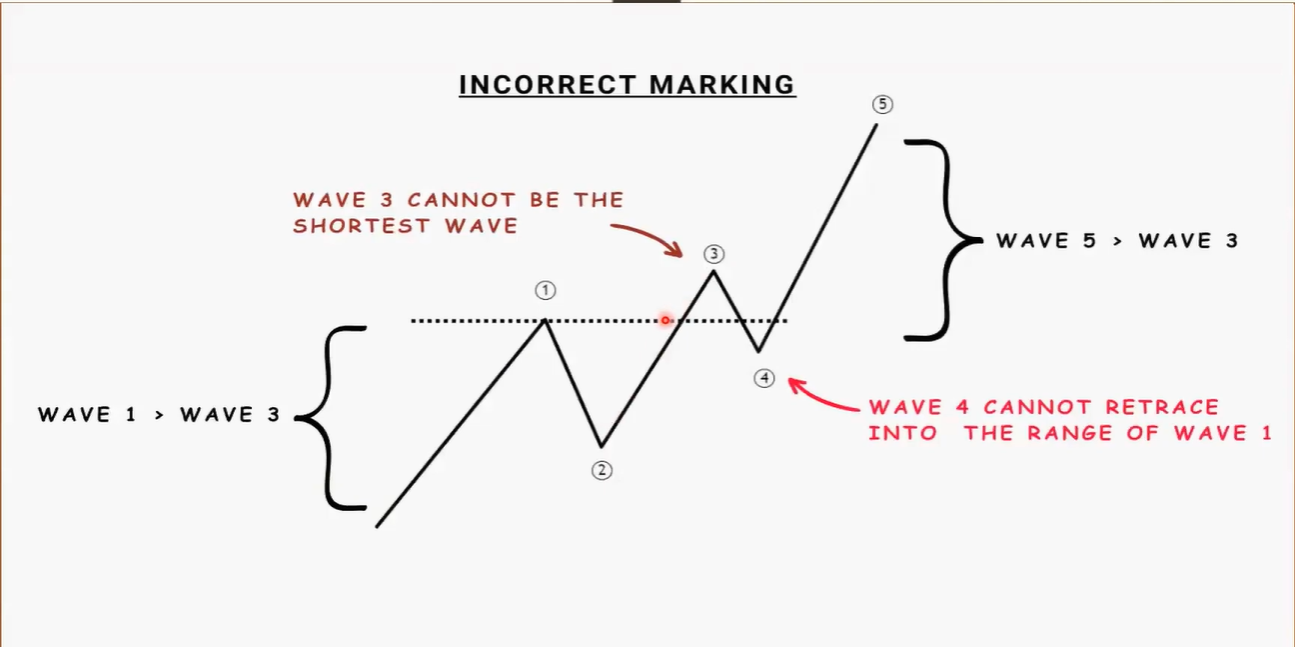 INCORRECT MARKING
⑤
WAVE 3 CANNOT BE THE
SHORTEST WAVE
WAVE 5 > WAVE 3
③
①
④
WAVE 1 > WAVE 3
WAVE 4 CANNOT RETRACE
INTO THE RANGE OF WAVE 1
②